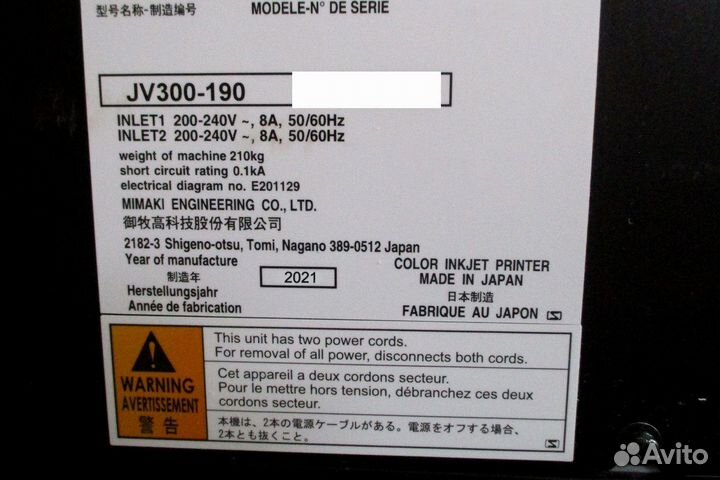 型号名称-制造编号
MODELE-N° DE SERIE
JV300-190
INLET1 200-240V ~, 8A, 50/60Hz
INLET2 200-240V ~, 8A, 50/60Hz
weight of machine 210kg
short circuit rating 0.1kA
electrical diagram no. E201129
MIMAKI ENGINEERING CO., LTD.
御牧高科技股份有限公司
2182-3 Shigeno-otsu, Tomi, Nagano 389-0512 Japan
Year of manufacture
制造年
Herstellungsjahr
Année de fabrication
2021
COLOR INKJET PRINTER
MADE IN JAPAN
日本制造
FABRIQUE AU JAPON
WARNING
AVERTISSEMENT
警告
This unit has two power cords.
For removal of all power, disconnects both cords.
Cet appareil a deux cordons secteur.
Pour le mettre hors tension, débranchez ces deux
cordons secteur.
本機は、2本の電源ケーブルがある。電源をオフする場合、
2本とも抜くこと。
Avito